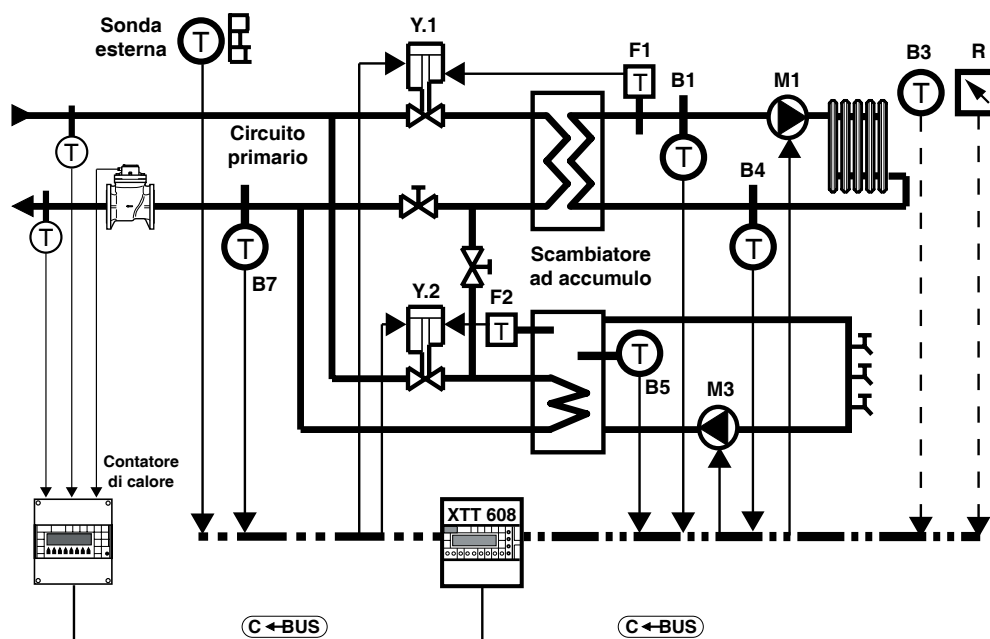 Sonda
esterna
T
Y.1
F1
T
B1
M1
B3
T
R
T
Circuito
primario
T
B4
T
T
B7
T
Scambiatore
ad accumulo
Y.2
F2
T
T
B5
M3
Contatore
di calore
XTT 608
C BUS
C BUS